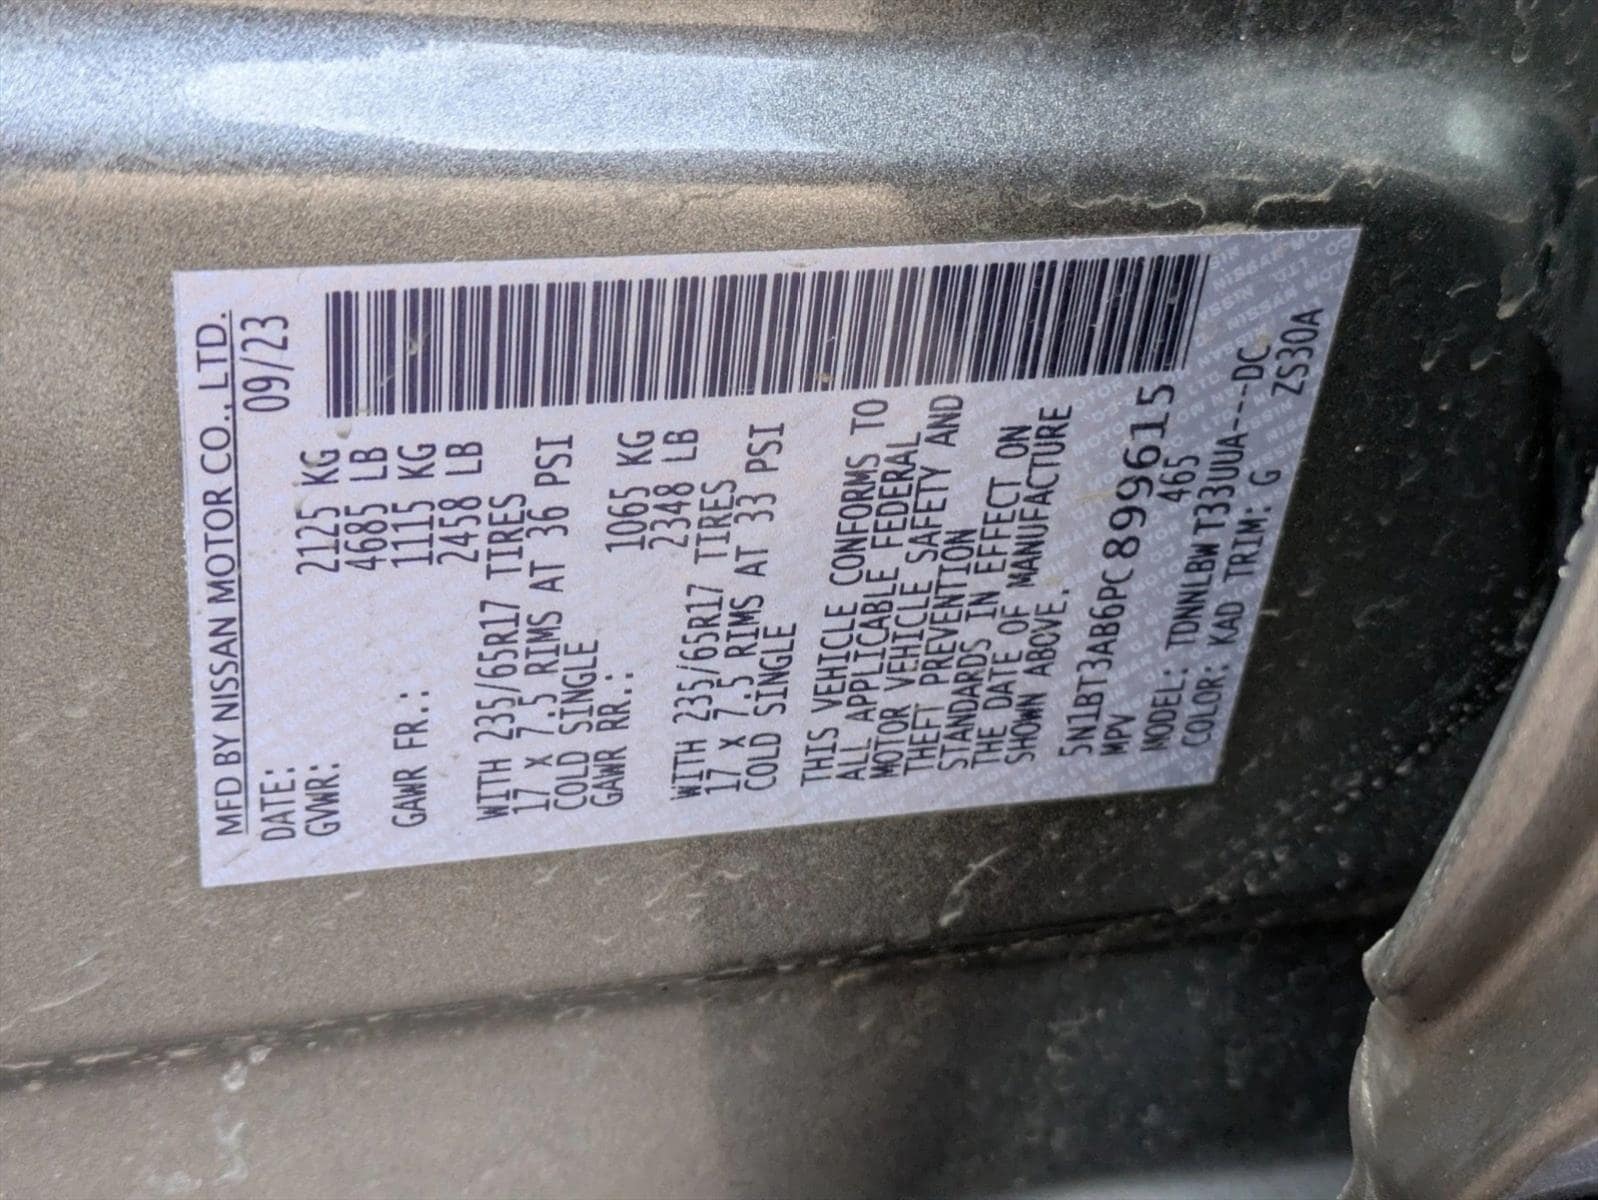 MFD BY NISSAN MOTOR CO., LTD.
DATE: 09/23
GVWR: 2125 KG
4685 LB
GAWR FR.: 1115 KG
2458 LB
WITH 235/65R17 TIRES
17 X 7.5 RIMS AT 36 PSI
COLD SINGLE
GAWR RR.: 1065 KG
2348 LB
WITH 235/65R17 TIRES
17 X 7.5 RIMS AT 33 PSI
COLD SINGLE
THIS VEHICLE CONFORMS TO
ALL APPLICABLE FEDERAL
MOTOR VEHICLE SAFETY AND
THEFT PREVENTION
STANDARDS IN EFFECT ON
THE DATE OF MANUFACTURE
SHOWN ABOVE.
5N1BT3AB6PC899615
MPV 465
MODEL: TDNNLBWT33UUA---DC
COLOR: KAD TRIM: G ZS30A